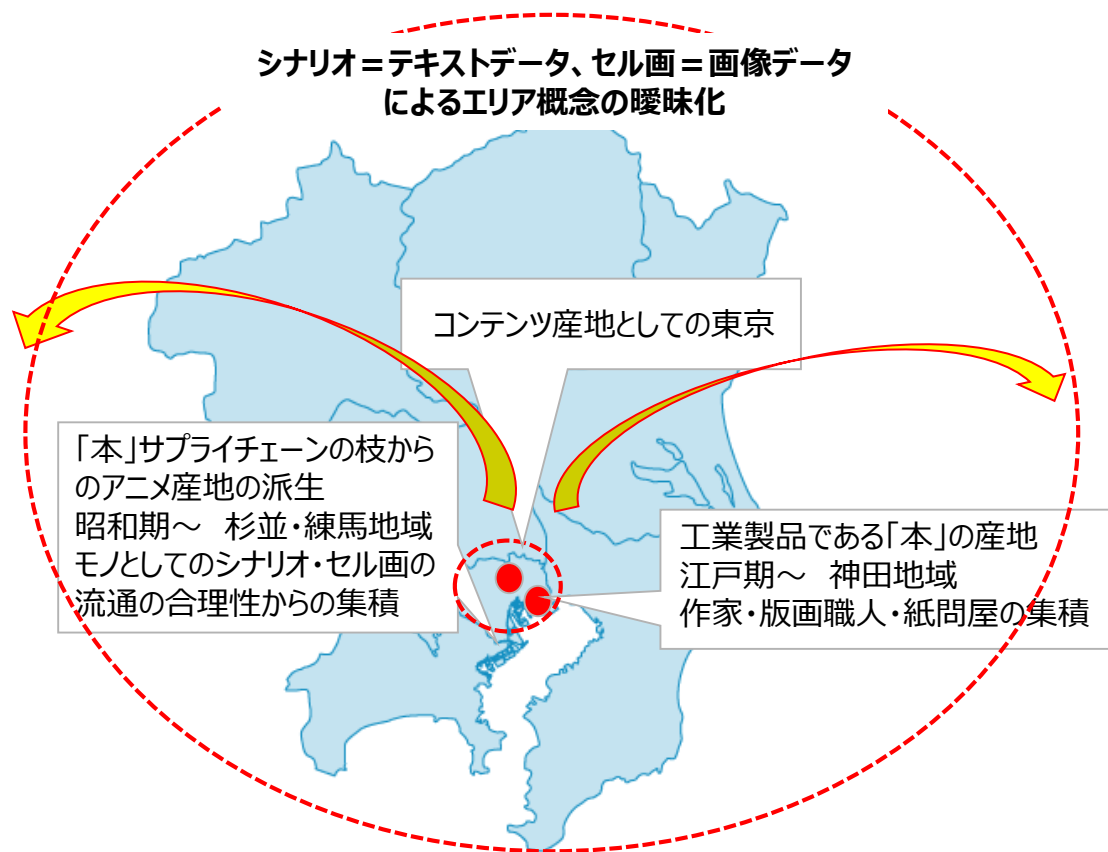 シナリオ＝テキストデータ、セル画＝画像データ
によるエリア概念の曖昧化
コンテンツ産地としての東京
「本」サプライチェーンの枝から
のアニメ産地の派生
昭和期～　杉並・練馬地域
モノとしてのシナリオ・セル画の
流通の合理性からの集積
工業製品である「本」の産地
江戸期～　神田地域
作家・版画職人・紙問屋の集積